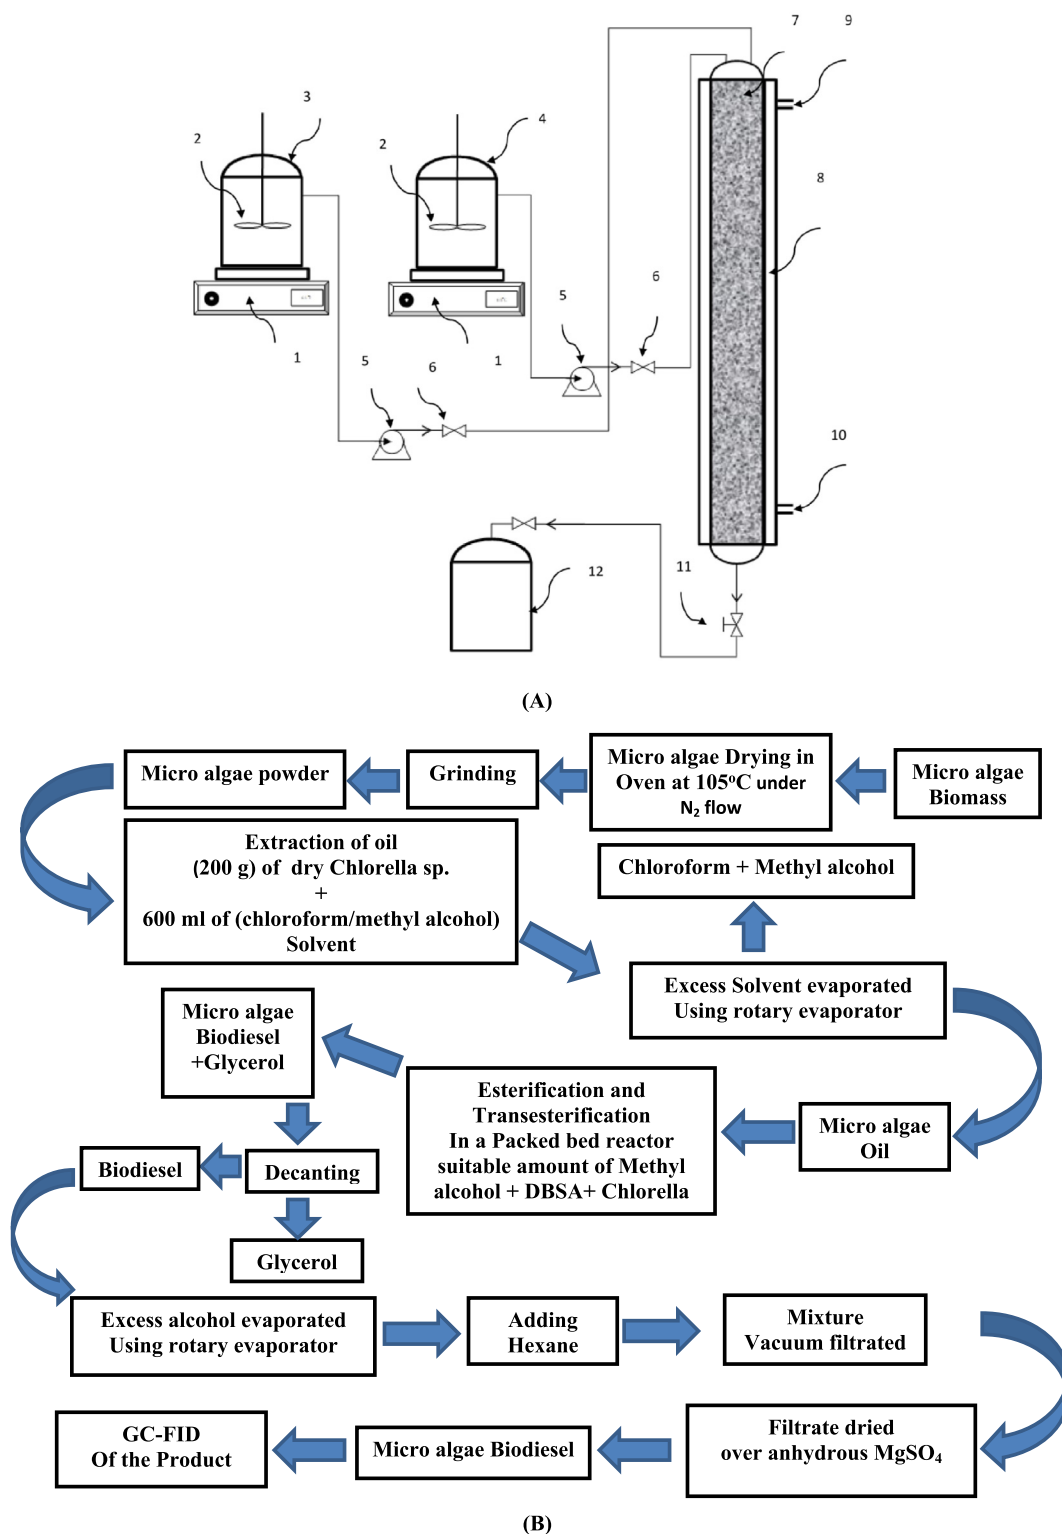 7
9
3
4
2
2
8
6
5
1
1
5
6
10
12
11
(A)
Micro algae powder
Grinding
Micro algae Drying in
Oven at 105°C under
N₂ flow
Micro algae
Biomass
Extraction of oil
(200 g) of dry Chlorella sp.
+
600 ml of (chloroform/methyl alcohol)
Solvent
Chloroform + Methyl alcohol
Excess Solvent evaporated
Using rotary evaporator
Micro algae
Biodiesel
+Glycerol
Esterification and
Transesterification
In a Packed bed reactor
suitable amount of Methyl
alcohol + DBSA+ Chlorella
Micro algae
Oil
Biodiesel
Decanting
Glycerol
Excess alcohol evaporated
Using rotary evaporator
Adding
Hexane
Mixture
Vacuum filtrated
GC-FID
Of the Product
Micro algae Biodiesel
Filtrate dried
over anhydrous MgSO₄
(B)